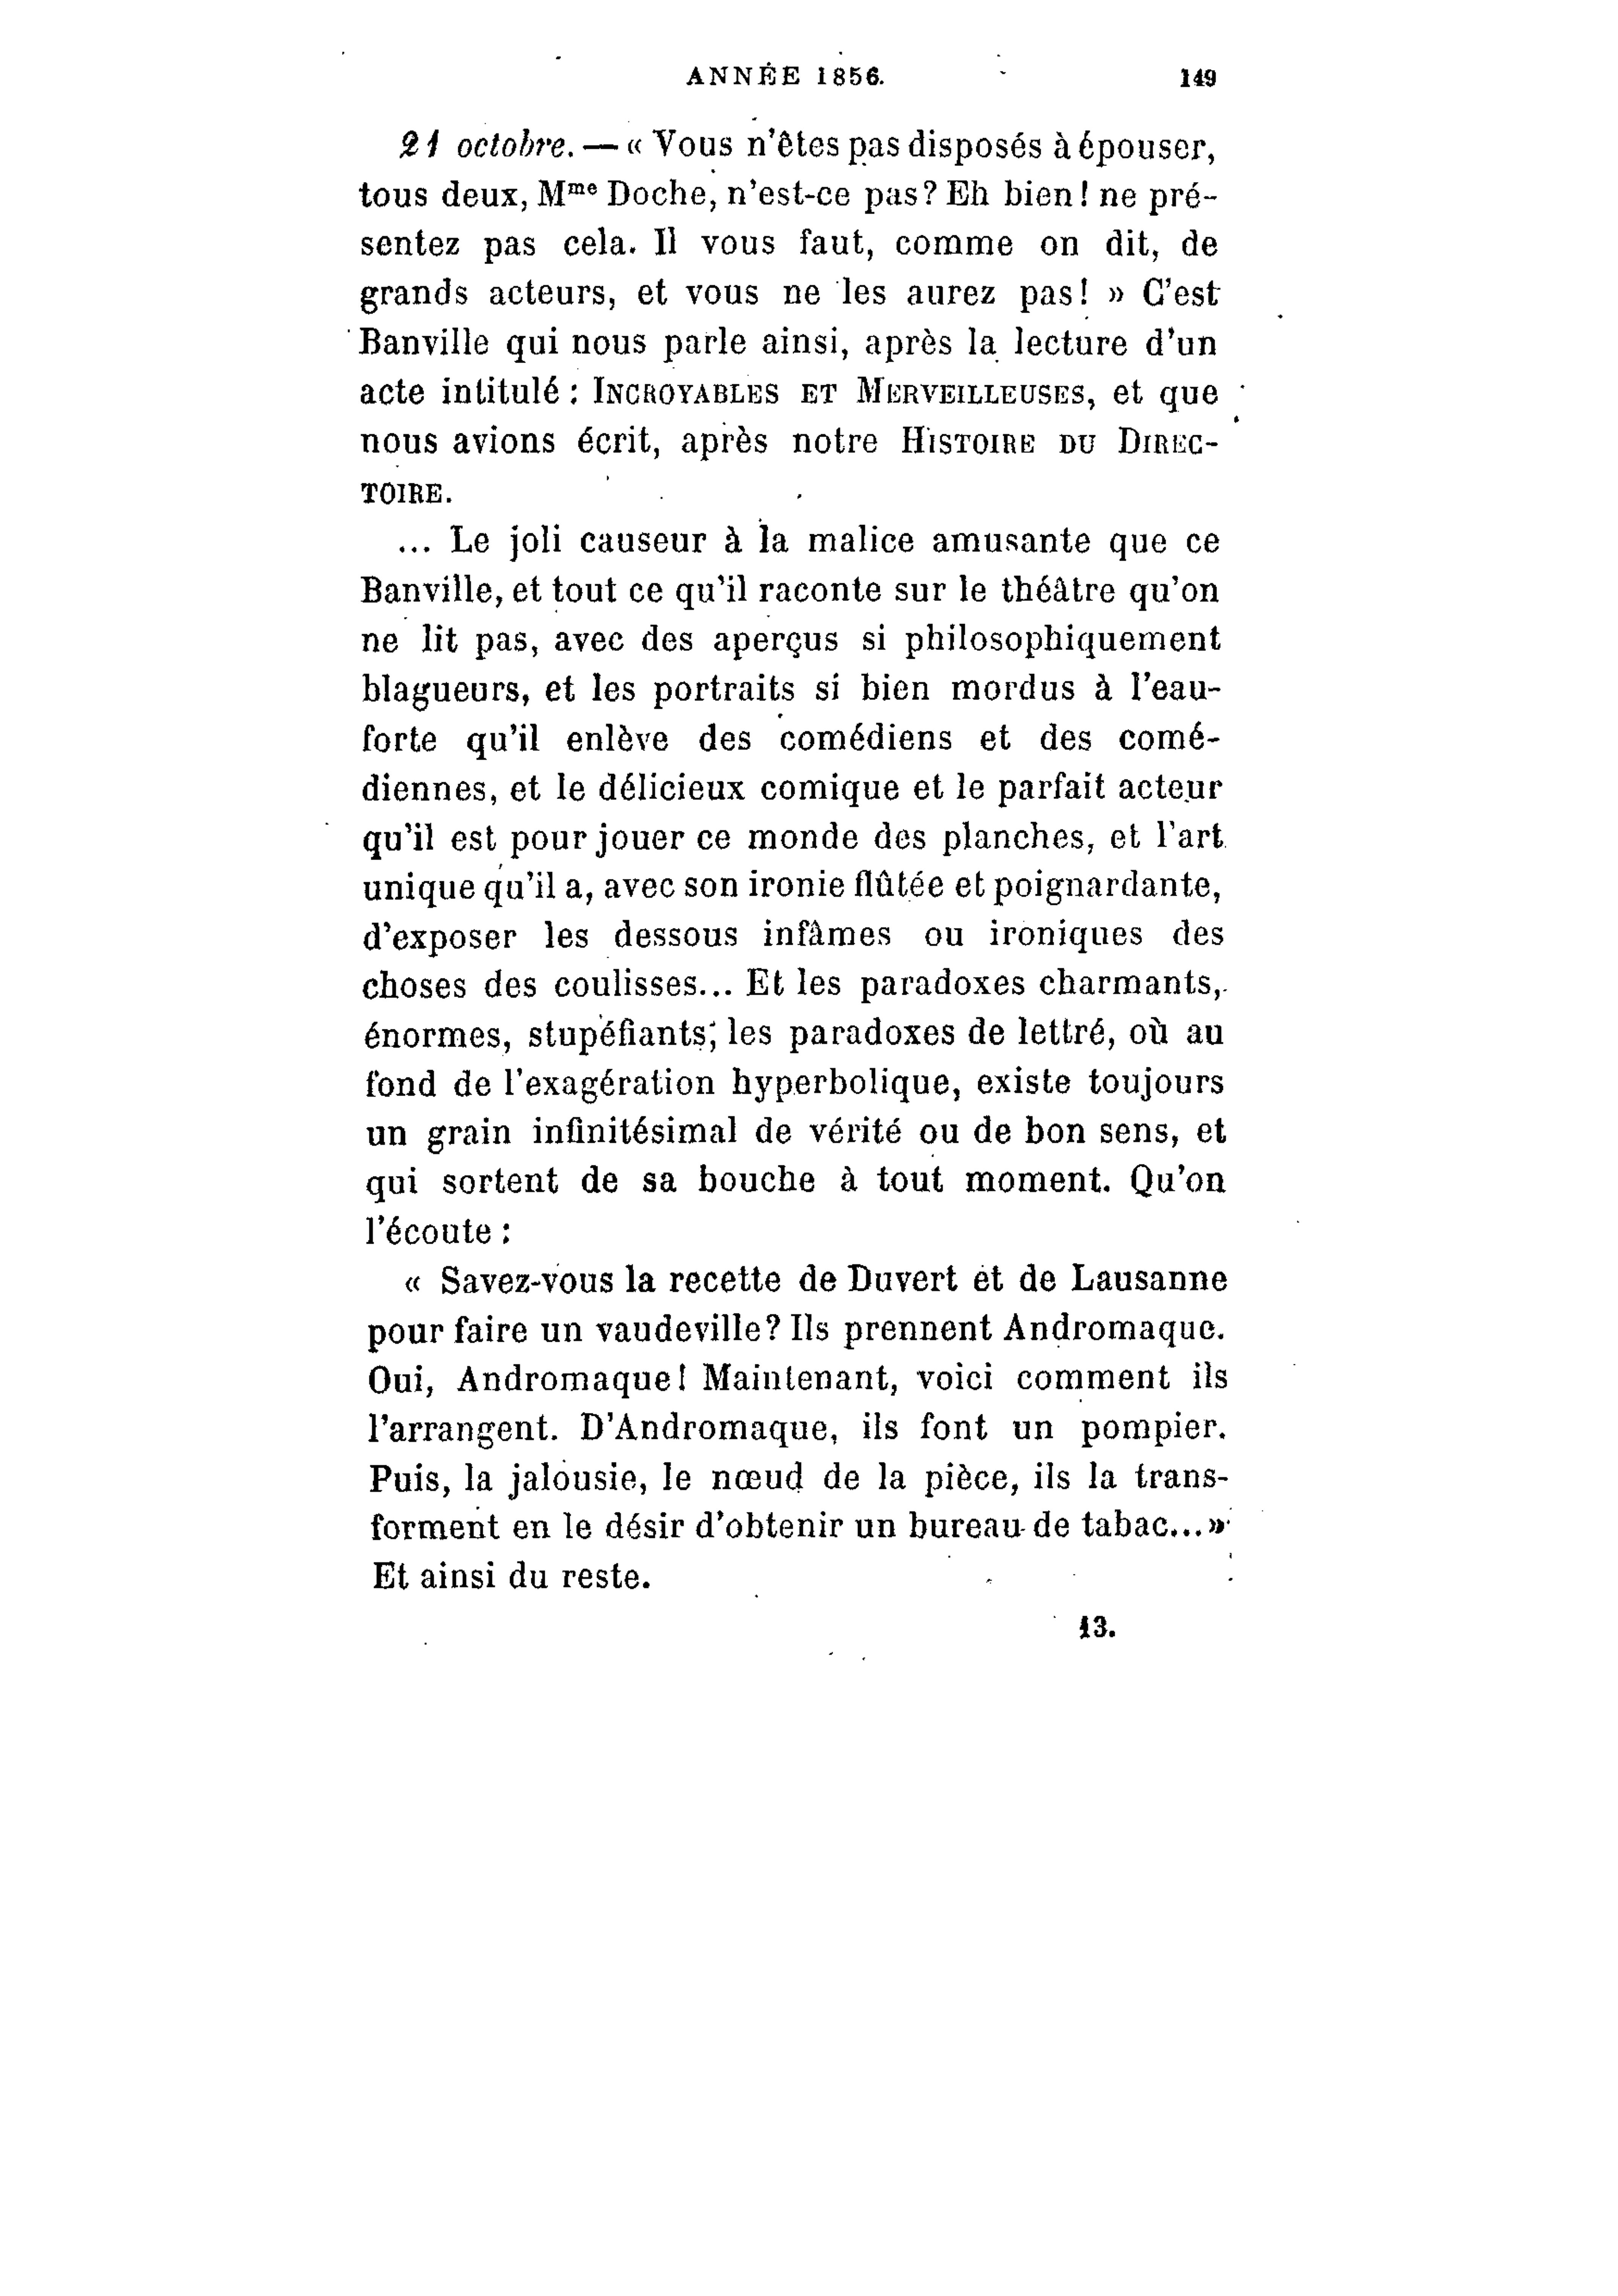 ANNÉE 1856. 149
21 octobre. — « Vous n'êtes pas disposés à épouser,
tous deux, Mme Doche, n'est-ce pas? Eh bien! ne pré-
sentez pas cela. Il vous faut, comme on dit, de
grands acteurs, et vous ne les aurez pas! » C'est
Banville qui nous parle ainsi, après la lecture d'un
acte intitulé : INCROYABLES ET MERVEILLEUSES, et que
nous avions écrit, après notre HISTOIRE DU DIREC-
TOIRE.
... Le joli causeur à la malice amusante que ce
Banville, et tout ce qu'il raconte sur le théâtre qu'on
ne lit pas, avec des aperçus si philosophiquement
blagueurs, et les portraits si bien mordus à l'eau-
forte qu'il enlève des comédiens et des comé-
diennes, et le délicieux comique et le parfait acteur
qu'il est pour jouer ce monde des planches, et l'art
unique qu'il a, avec son ironie flûtée et poignardante,
d'exposer les dessous infâmes ou ironiques des
choses des coulisses... Et les paradoxes charmants,
énormes, stupéfiants; les paradoxes de lettré, où au
fond de l'exagération hyperbolique, existe toujours
un grain infinitésimal de vérité ou de bon sens, et
qui sortent de sa bouche à tout moment. Qu'on
l'écoute :
« Savez-vous la recette de Duvert et de Lausanne
pour faire un vaudeville? Ils prennent Andromaque.
Oui, Andromaque! Maintenant, voici comment ils
l'arrangent. D'Andromaque, ils font un pompier.
Puis, la jalousie, le nœud de la pièce, ils la trans-
forment en le désir d'obtenir un bureau de tabac... »
Et ainsi du reste.
13.